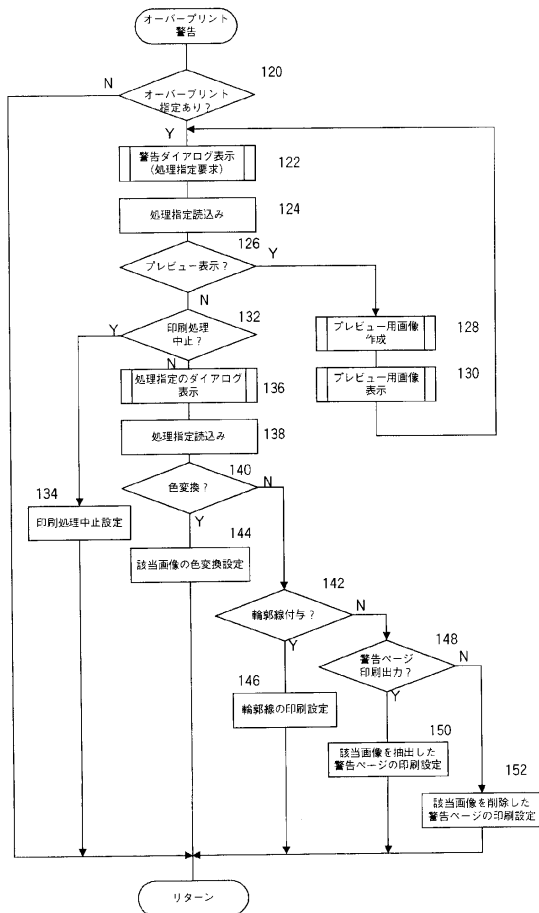 オーバープリント
警告
120
N
オーバープリント
指定あり？
Y
警告ダイアログ表示
（処理指定要求）
122
処理指定読込み
124
126
プレビュー表示？
Y
N
132
Y
印刷処理
中止？
N
プレビュー用画像
作成
128
処理指定のダイアログ
表示
136
プレビュー用画像
表示
130
処理指定読込み
138
140
色変換？
N
Y
134
印刷処理中止設定
144
該当画像の色変換設定
142
輪郭線付与？
N
Y
148
警告ページ
印刷出力？
N
Y
146
輪郭線の印刷設定
150
該当画像を抽出した
警告ページの印刷設定
152
該当画像を削除した
警告ページの印刷設定
リターン